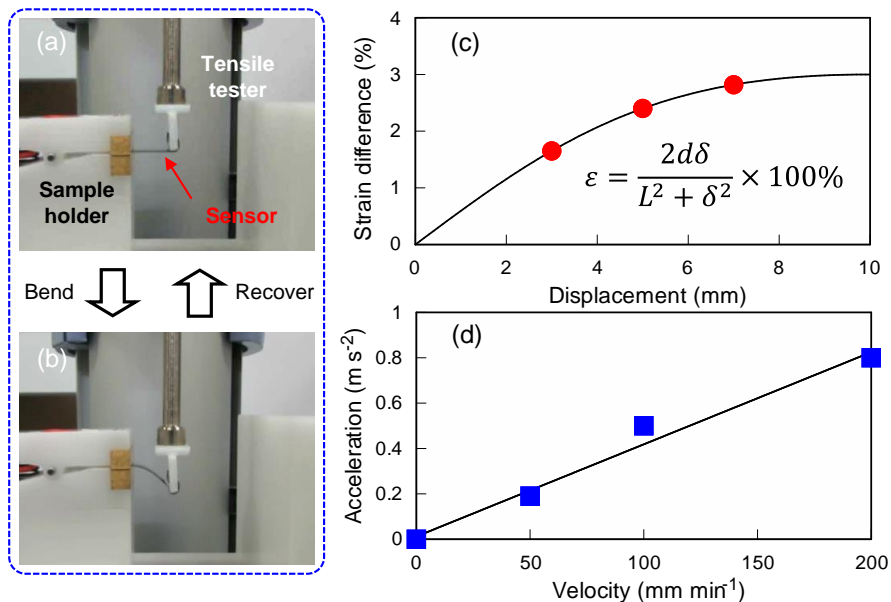 (a)
Tensile
tester
Sample
holder
Sensor
Bend
Recover
(b)
(c)
Strain difference (%)
4
3
2
1
0
ε = 2dδ / (L² + δ²) × 100%
0 2 4 6 8 10
Displacement (mm)
(d)
Acceleration (m s⁻²)
1
0.8
0.6
0.4
0.2
0
0 50 100 150 200
Velocity (mm min⁻¹)